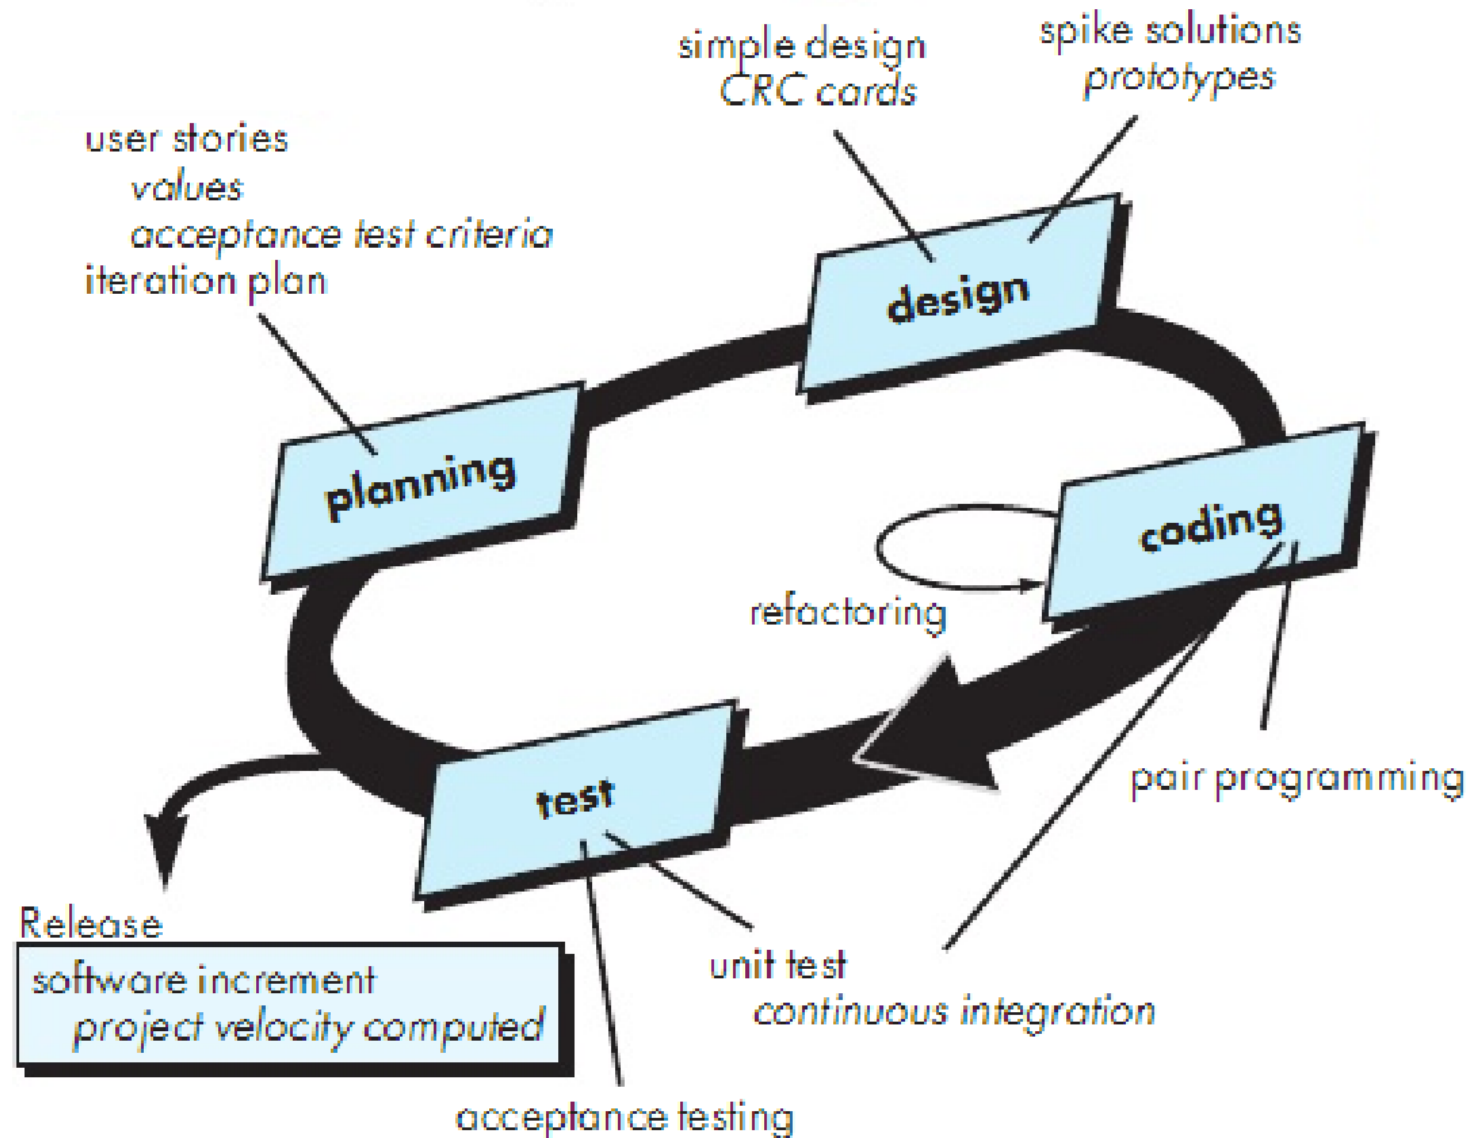 simple design
CRC cards
spike solutions
prototypes
user stories
values
acceptance test criteria
iteration plan
design
planning
coding
refactoring
test
pair programming
Release
software increment
project velocity computed
unit test
continuous integration
acceptance testing